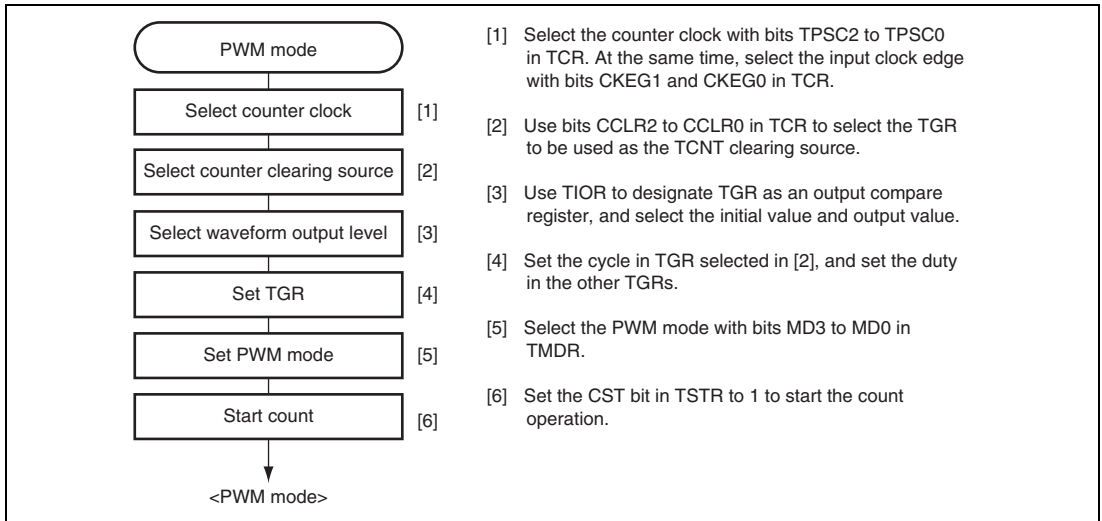 PWM mode
Select counter clock [1]
Select counter clearing source [2]
Select waveform output level [3]
Set TGR [4]
Set PWM mode [5]
Start count [6]
<PWM mode>
[1] Select the counter clock with bits TPSC2 to TPSC0
in TCR. At the same time, select the input clock edge
with bits CKEG1 and CKEG0 in TCR.
[2] Use bits CCLR2 to CCLR0 in TCR to select the TGR
to be used as the TCNT clearing source.
[3] Use TIOR to designate TGR as an output compare
register, and select the initial value and output value.
[4] Set the cycle in TGR selected in [2], and set the duty
in the other TGRs.
[5] Select the PWM mode with bits MD3 to MD0 in
TMDR.
[6] Set the CST bit in TSTR to 1 to start the count
operation.